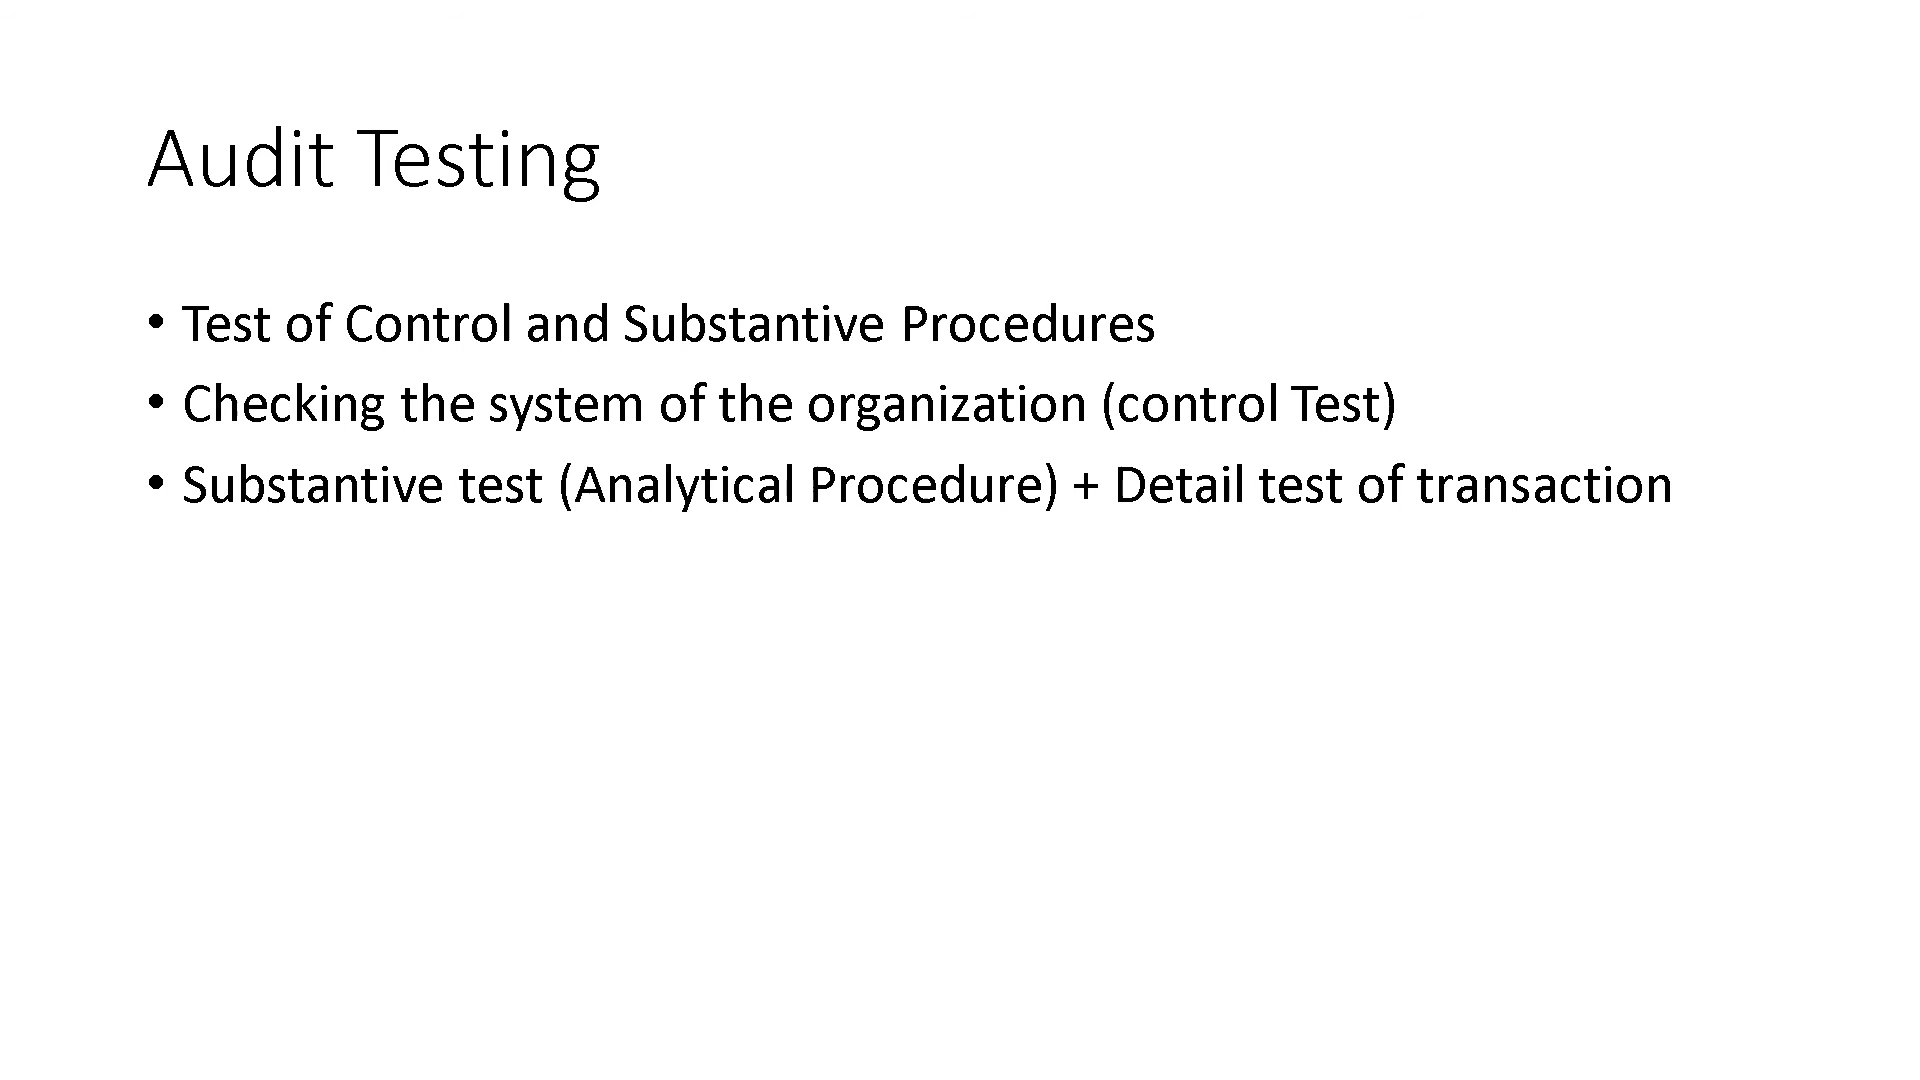 Audit Testing
• Test of Control and Substantive Procedures
• Checking the system of the organization (control Test)
• Substantive test (Analytical Procedure) + Detail test of transaction